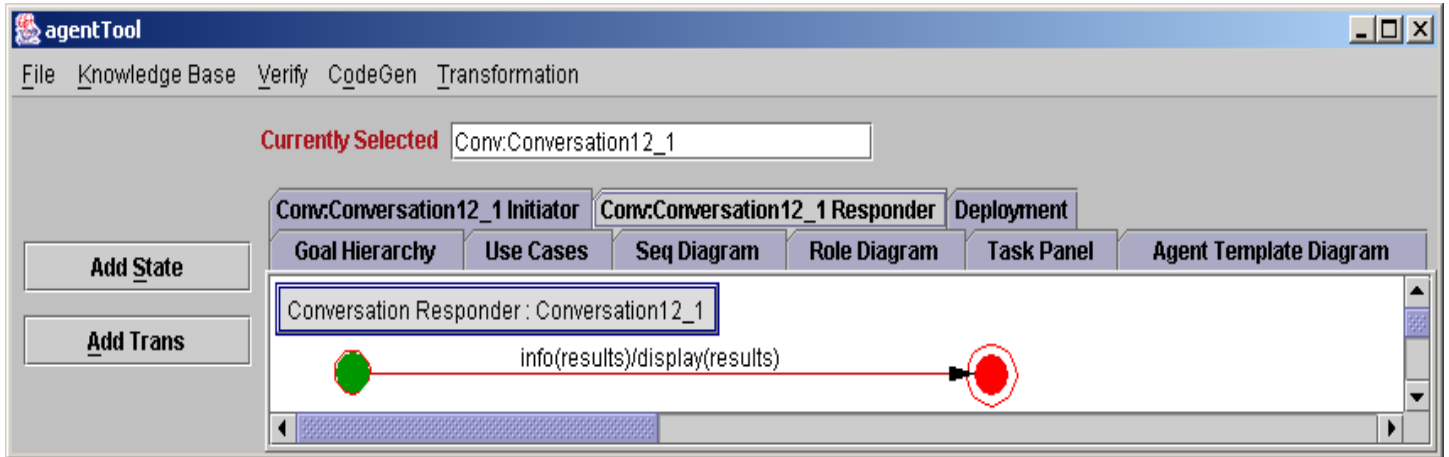 agentTool
File Knowledge Base Verify CodeGen Transformation
Currently Selected Conv:Conversation12_1
Conv:Conversation12_1 Initiator Conv:Conversation12_1 Responder Deployment
Goal Hierarchy Use Cases Seq Diagram Role Diagram Task Panel Agent Template Diagram
Add State
Conversation Responder : Conversation12_1
Add Trans
info(results)/display(results)